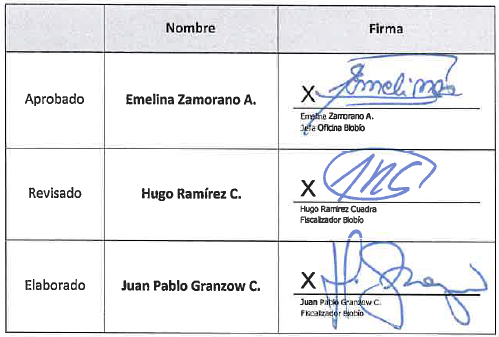 Nombre Firma
Aprobado Emelina Zamorano A. X Emelina
Emelina Zamorano A.
Jefa Oficina Biobío
Revisado Hugo Ramírez C. X
Hugo Ramírez Cuadra
Fiscalizador Biobío
Elaborado Juan Pablo Granzow C. X
Juan Pablo Granzow C.
Fiscalizador Biobío